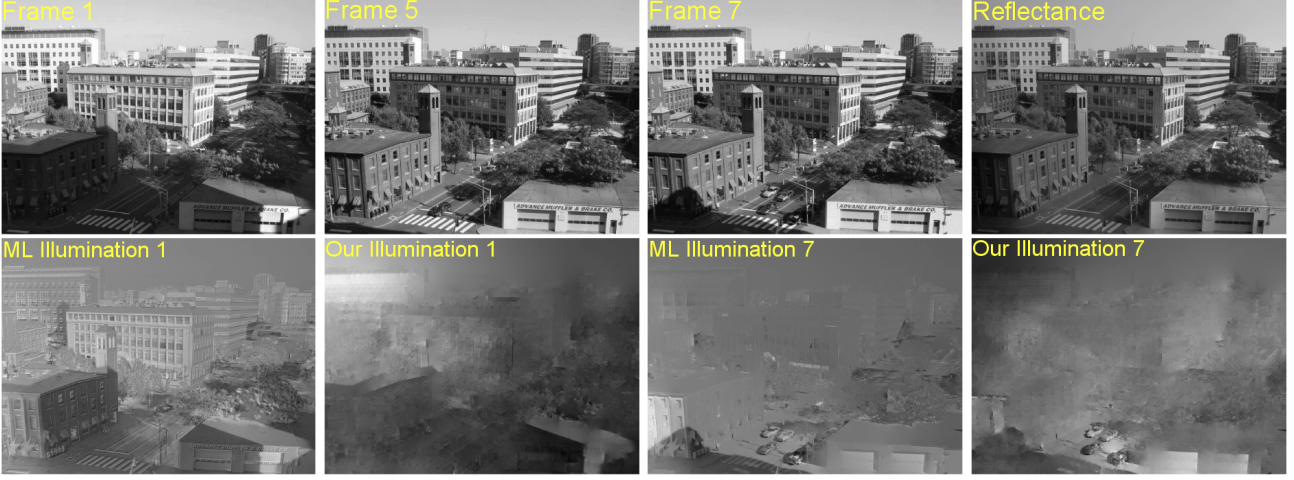 Frame 1
Frame 5
Frame 7
Reflectance
ADVANCE MUFFLER & BRAKE CO.
ADVANCE MUFFLER & BRAKE CO.
ADVANCE MUFFLER & BRAKE CO.
ADVANCE MUFFLER & BRAKE CO.
ML Illumination 1
Our Illumination 1
ML Illumination 7
Our Illumination 7